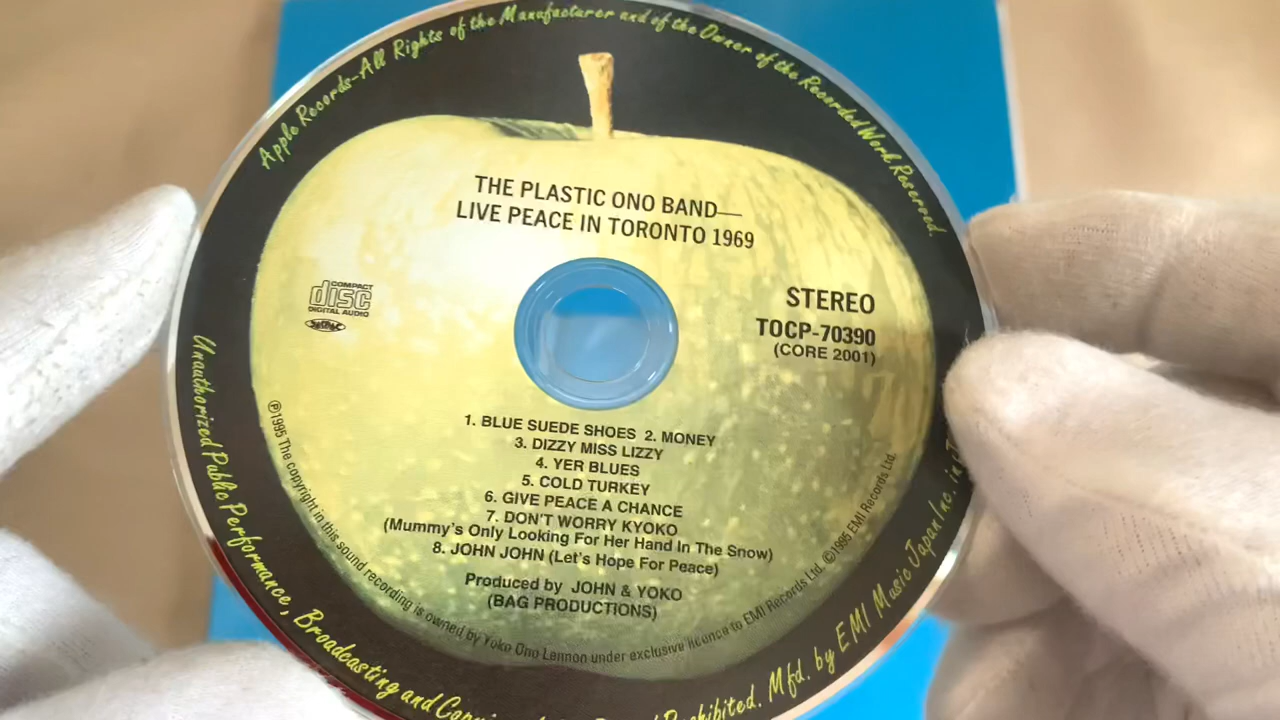 Apple Records-All Rights of the Manufacturer and of the Owner of the Recorded Work Reserved.
THE PLASTIC ONO BAND—
LIVE PEACE IN TORONTO 1969
COMPACT
disc
DIGITAL AUDIO
STEREO
TOCP-70390
(CORE 2001)
1. BLUE SUEDE SHOES 2. MONEY
3. DIZZY MISS LIZZY
4. YER BLUES
5. COLD TURKEY
6. GIVE PEACE A CHANCE
7. DON'T WORRY KYOKO
(Mummy's Only Looking For Her Hand In The Snow)
8. JOHN JOHN (Let's Hope For Peace)
Produced by JOHN & YOKO
(BAG PRODUCTIONS)
℗1995 The copyright in this sound recording is owned by Yoko Ono Lennon under exclusive licence to EMI Records Ltd. ©1995 EMI Records Ltd.
Unauthorized Public Performance, Broadcasting and Prohibited. Mfd. by EMI Music Japan Inc. in